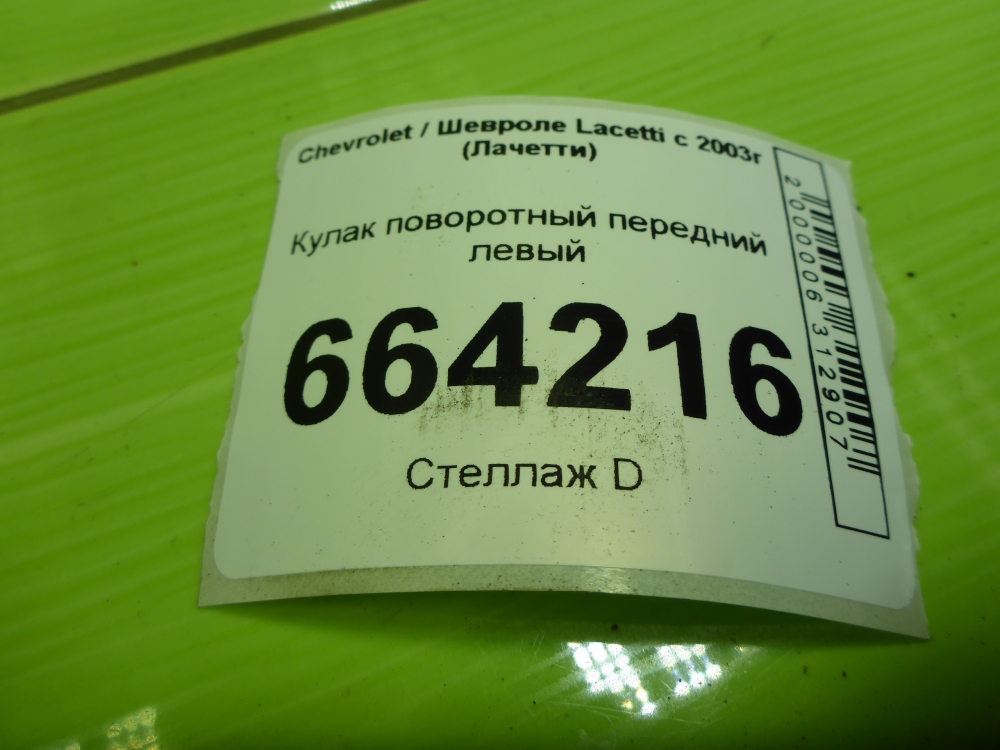 Chevrolet / Шевроле Lacetti с 2003г
(Лачетти)
Кулак поворотный передний
левый
664216
Стеллаж D
2000006312907